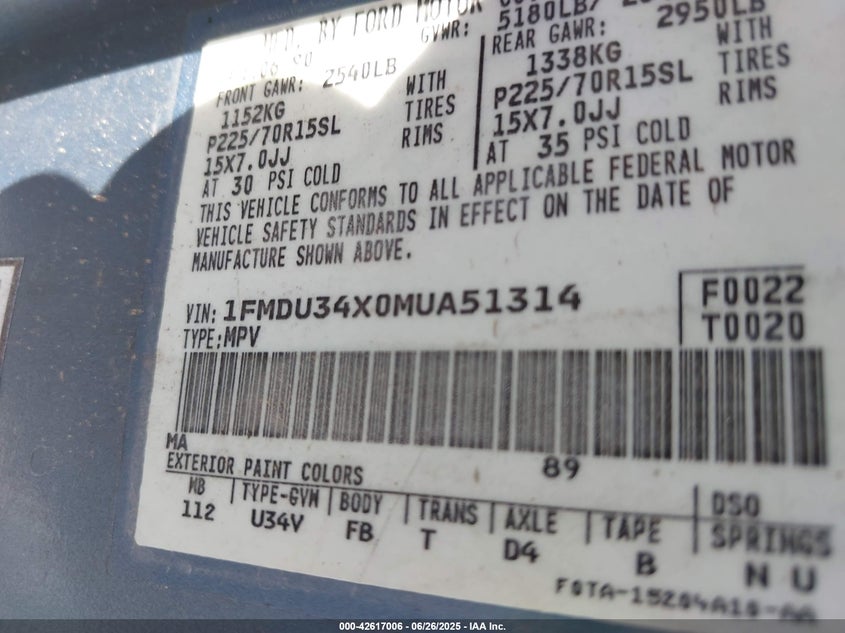 MFD. BY FORD MOTOR
GVWR: 5180LB/
FRONT GAWR: 2540LB
1152KG WITH
P225/70R15SL TIRES
15X7.0JJ RIMS
AT 30 PSI COLD
REAR GAWR: 2950LB
1338KG WITH
P225/70R15SL TIRES
15X7.0JJ RIMS
AT 35 PSI COLD
THIS VEHICLE CONFORMS TO ALL APPLICABLE FEDERAL MOTOR
VEHICLE SAFETY STANDARDS IN EFFECT ON THE DATE OF
MANUFACTURE SHOWN ABOVE.
VIN: 1FMDU34X0MUA51314
TYPE: MPV
F0022
T0020
MA
EXTERIOR PAINT COLORS 89
WB TYPE-GVW BODY TRANS AXLE TAPE DSO SPRINGS
112 U34V FB T D4 B N U
F0TA-15204A10-AA
000-42617006 - 06/26/2025 - IAA Inc.